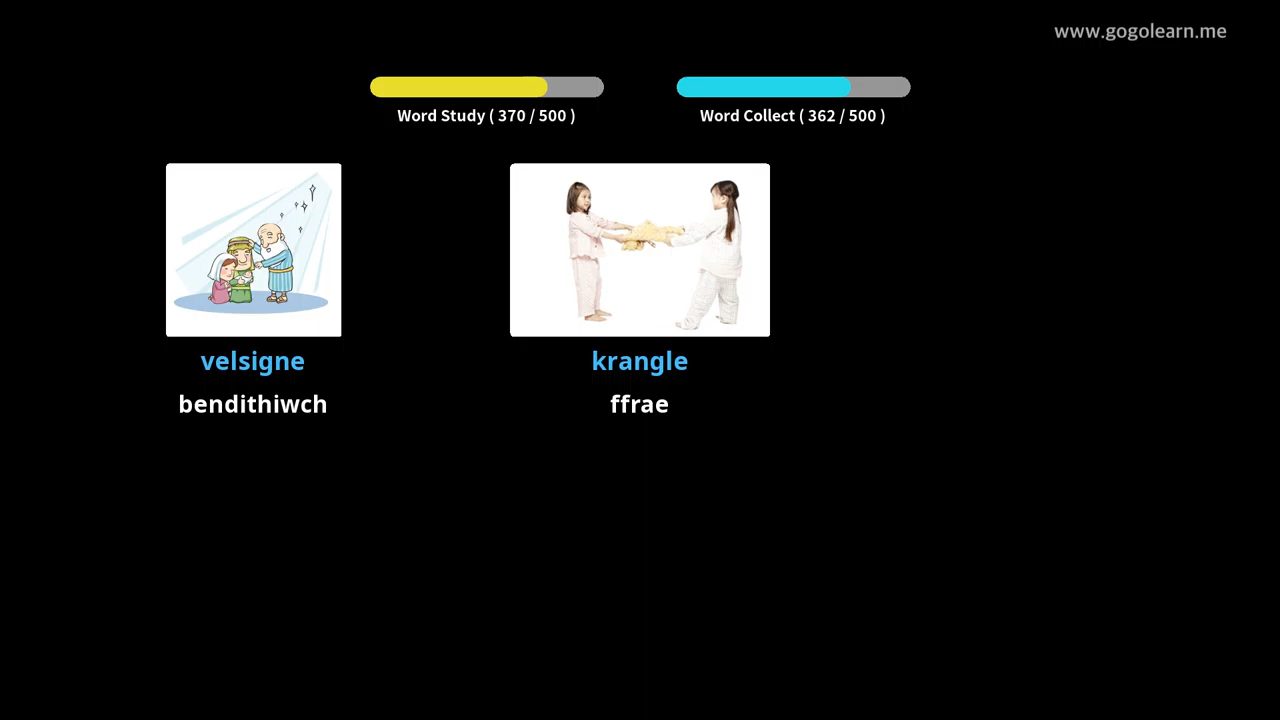 www.gogolearn.me
Word Study ( 370 / 500 )
Word Collect ( 362 / 500 )
velsigne
krangle
bendithiwch
ffrae